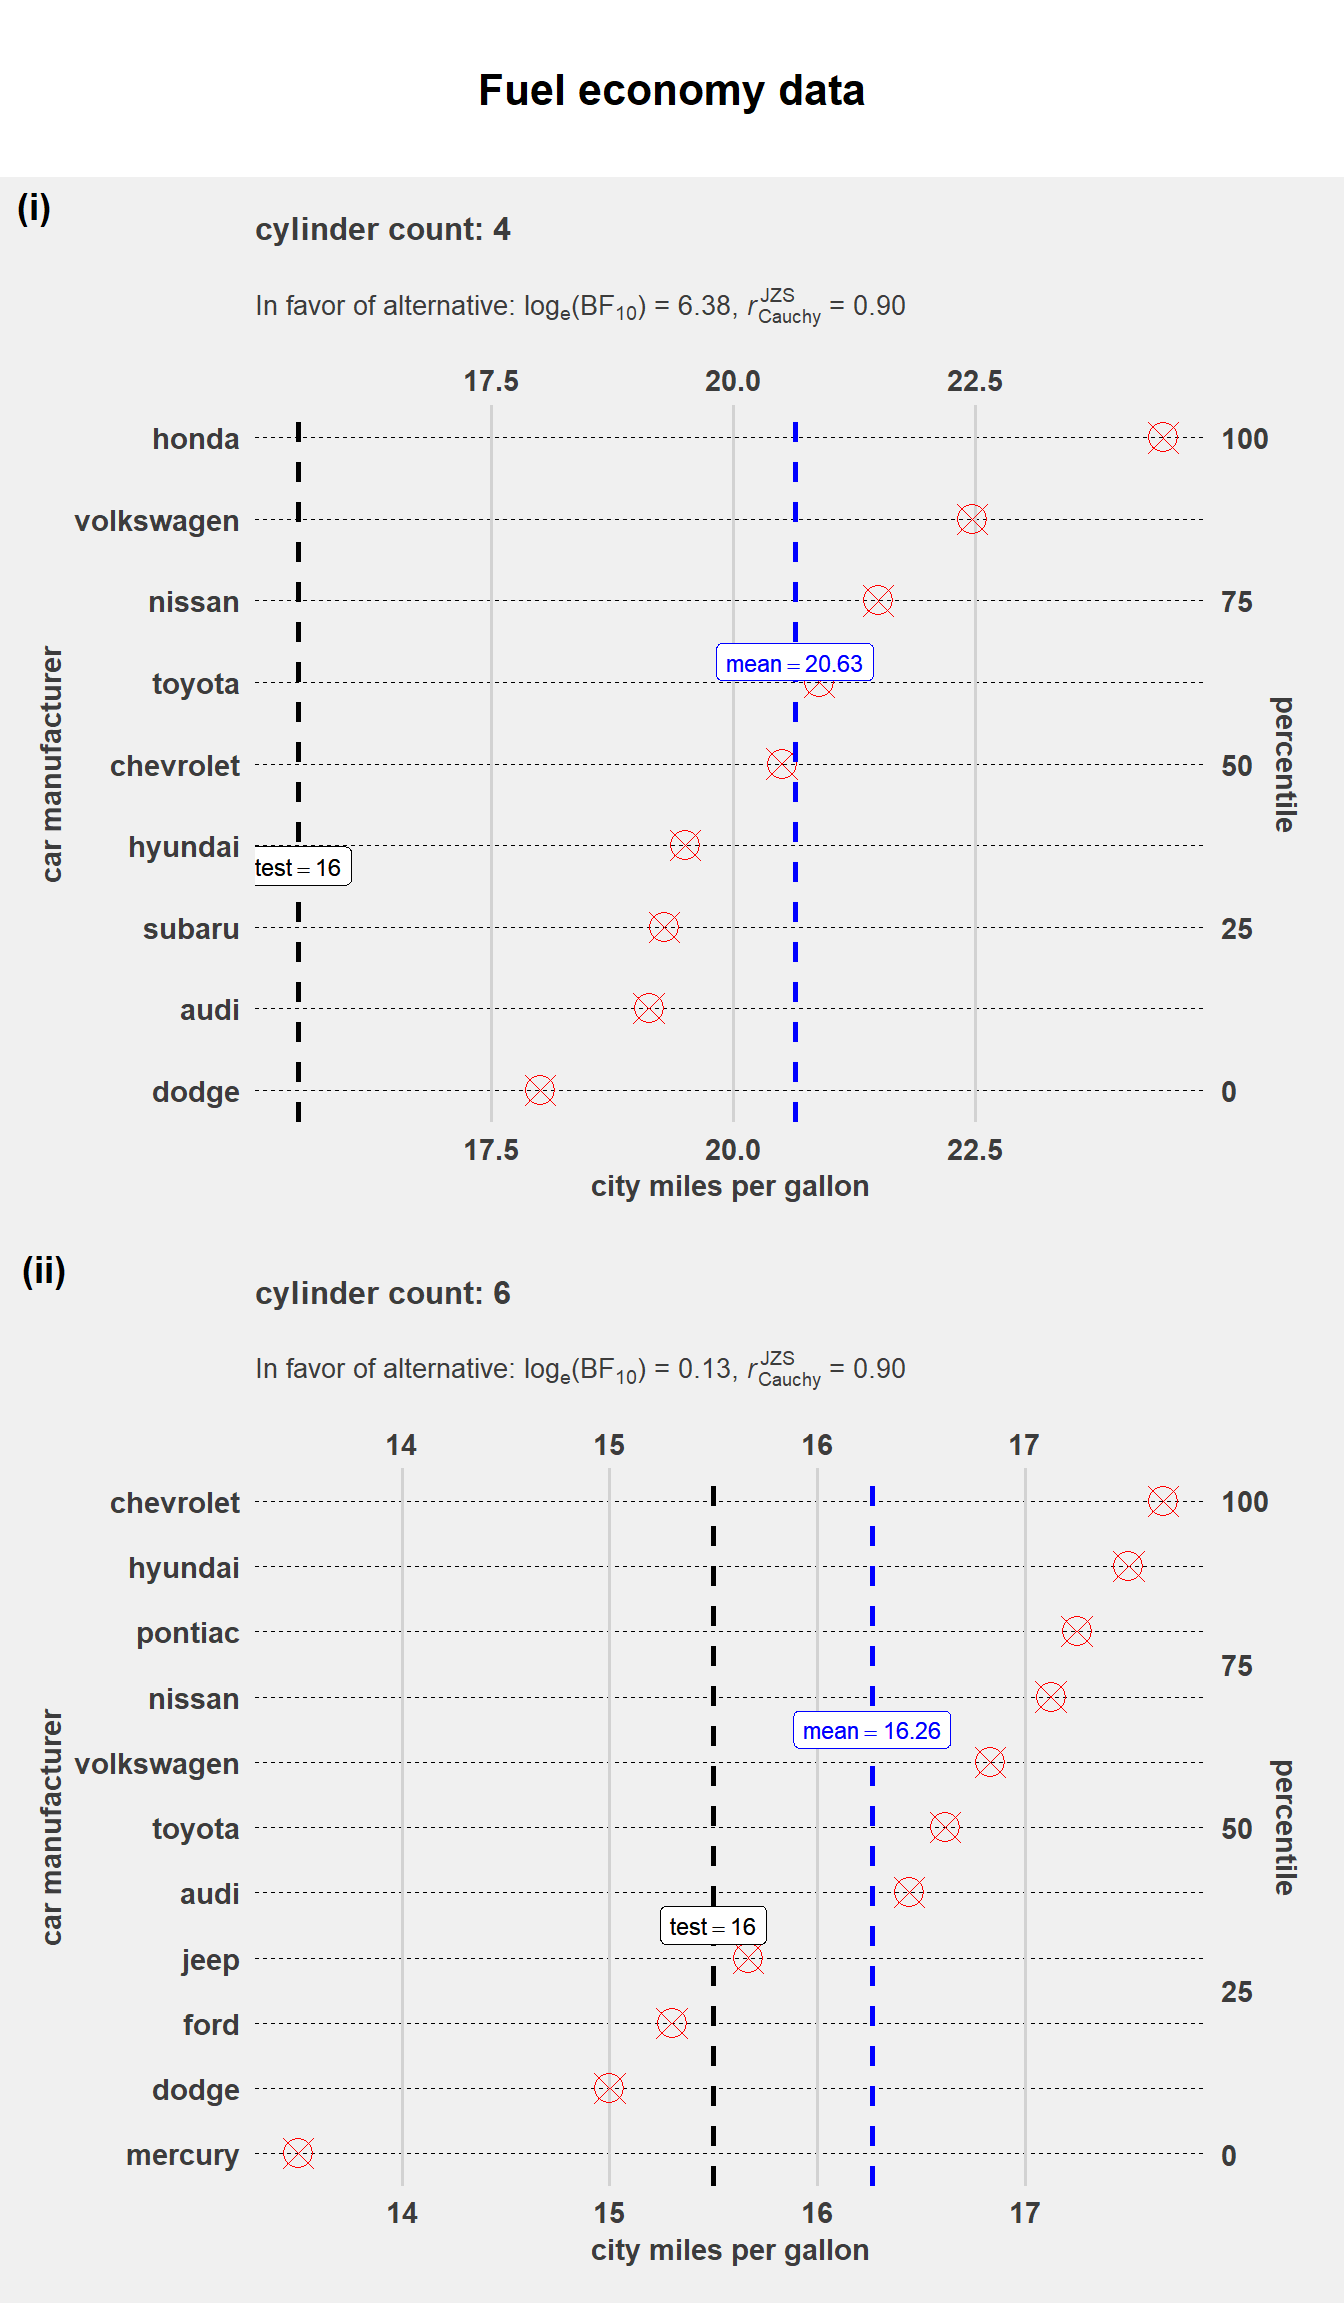 Fuel economy data
(i)
cylinder count: 4
In favor of alternative: logₑ(BF₁₀) = 6.38, r^JZS_Cauchy = 0.90
17.5 20.0 22.5
honda 100
volkswagen
nissan 75
mean = 20.63
toyota
chevrolet 50
hyundai
test = 16
subaru 25
audi
dodge 0
car manufacturer
percentile
17.5 20.0 22.5
city miles per gallon
(ii)
cylinder count: 6
In favor of alternative: logₑ(BF₁₀) = 0.13, r^JZS_Cauchy = 0.90
14 15 16 17
chevrolet 100
hyundai
pontiac
75
nissan
mean = 16.26
volkswagen
toyota 50
audi
test = 16
jeep
25
ford
dodge
mercury 0
car manufacturer
percentile
14 15 16 17
city miles per gallon